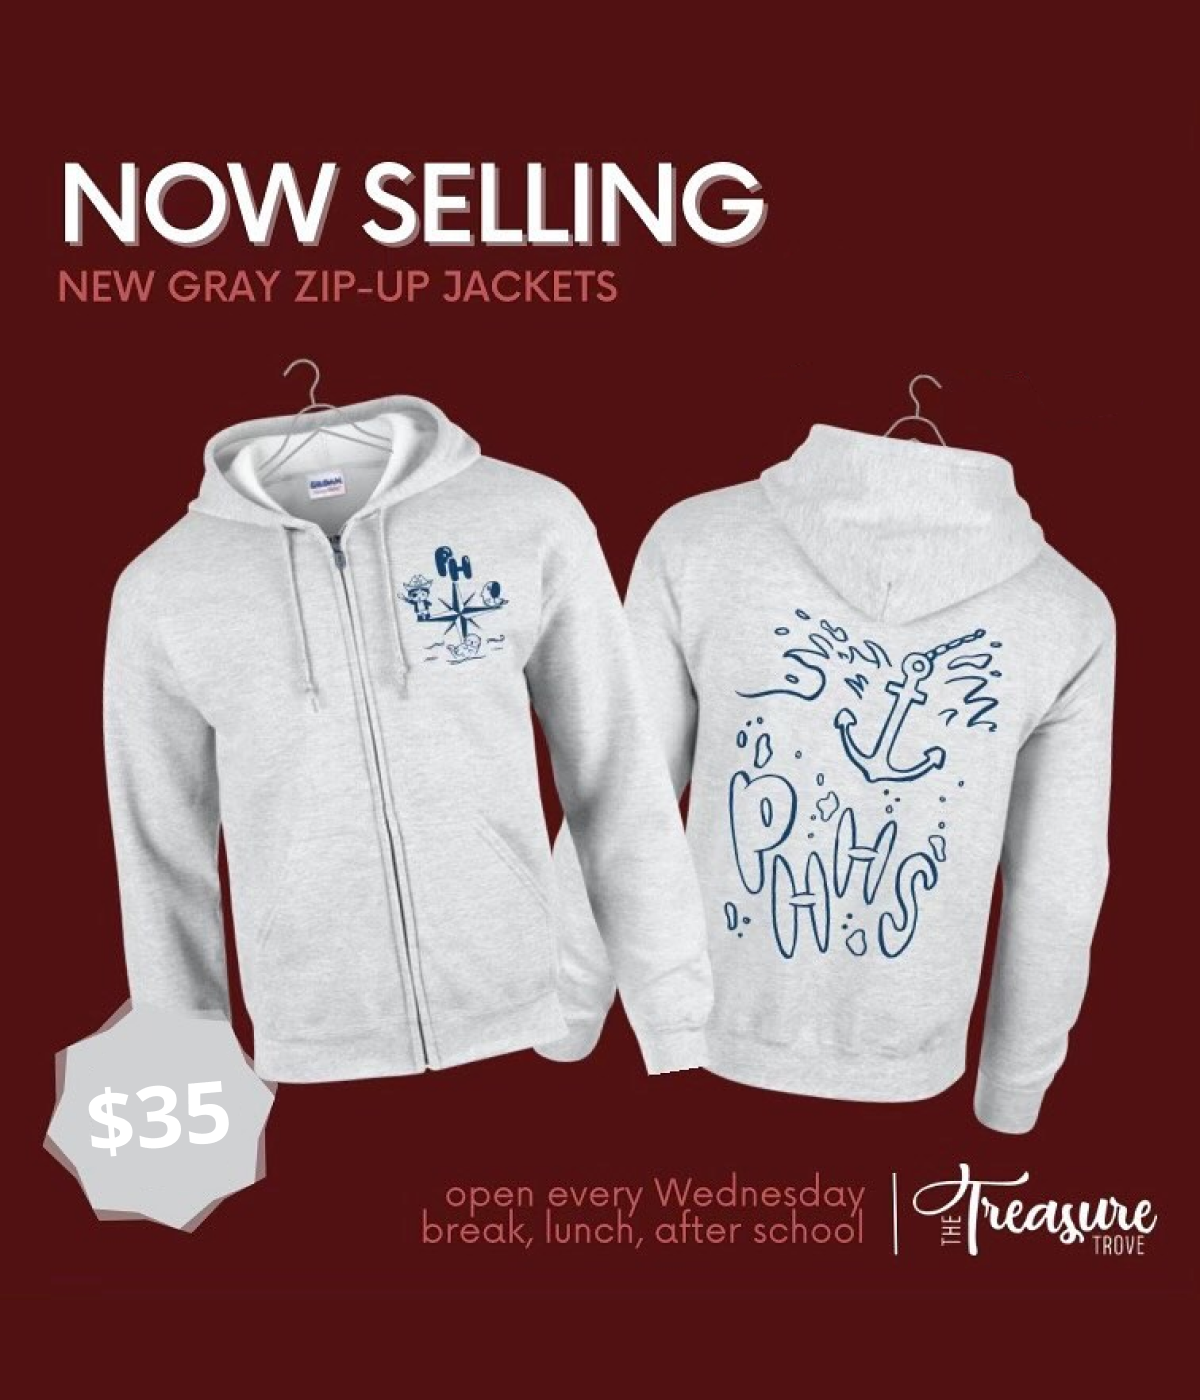 NOW SELLING
NEW GRAY ZIP-UP JACKETS
GILDAN
PH
PHHS
$35
open every Wednesday
break, lunch, after school
THE Treasure
TROVE